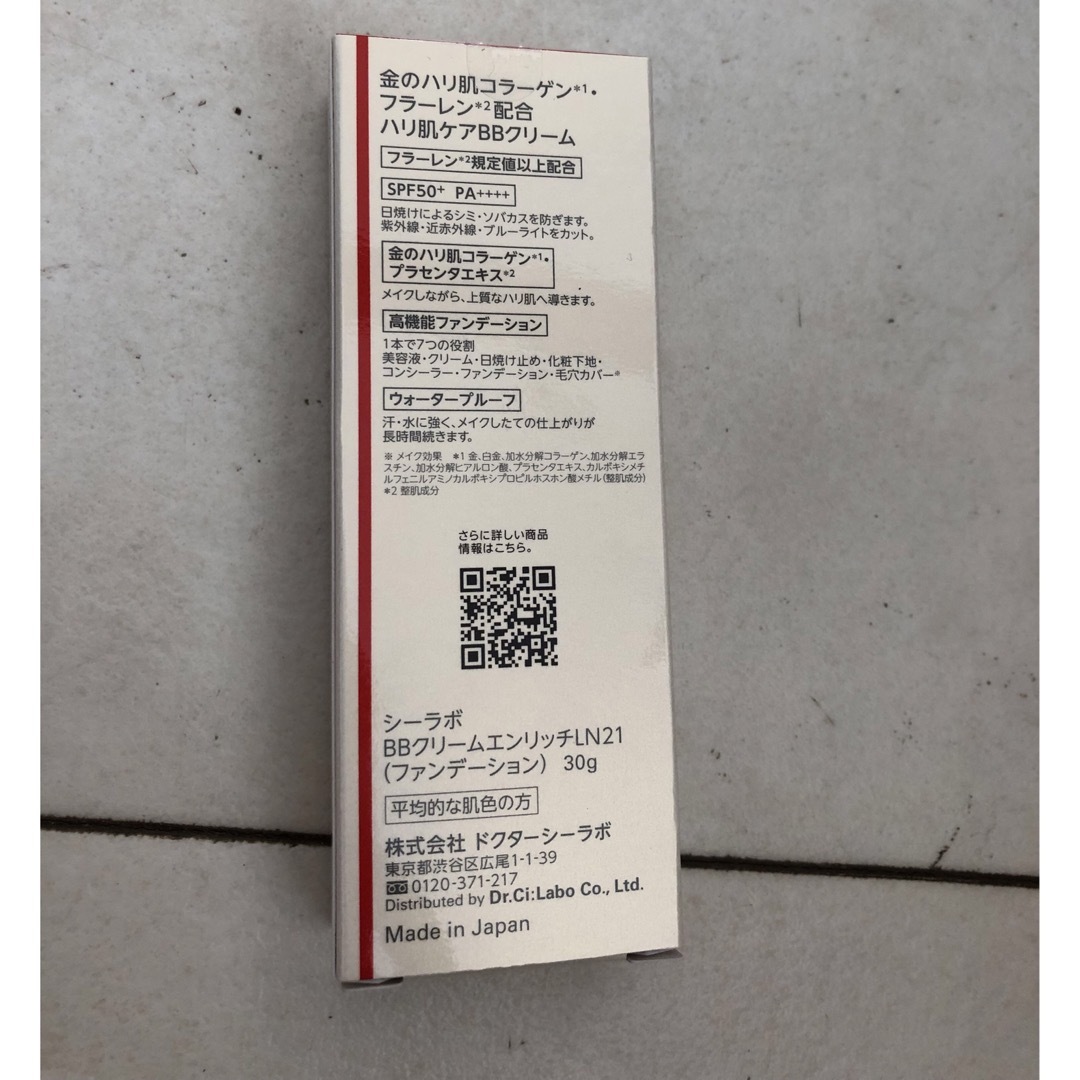 金のハリ肌コラーゲン*1・
フラーレン*2配合
ハリ肌ケアBBクリーム
フラーレン*2規定値以上配合
SPF50+ PA++++
日焼けによるシミ・ソバカスを防ぎます。
紫外線・近赤外線・ブルーライトをカット。
金のハリ肌コラーゲン*1・
プラセンタエキス*2
メイクしながら、上質なハリ肌へ導きます。
高機能ファンデーション
1本で7つの役割
美容液・クリーム・日焼け止め・化粧下地・
コンシーラー・ファンデーション・毛穴カバー※
ウォータープルーフ
汗・水に強く、メイクしたての仕上がりが
長時間続きます。
※ メイク効果 *1 金、白金、加水分解コラーゲン、加水分解エラ
スチン、加水分解ヒアルロン酸、プラセンタエキス、カルボキシメチ
ルフェニルアミノカルボキシプロピルホスホン酸メチル(整肌成分)
*2 整肌成分
さらに詳しい商品
情報はこちら。
シーラボ
BBクリームエンリッチLN21
(ファンデーション) 30g
平均的な肌色の方
株式会社 ドクターシーラボ
東京都渋谷区広尾1-1-39
0120-371-217
Distributed by Dr.Ci:Labo Co., Ltd.
Made in Japan